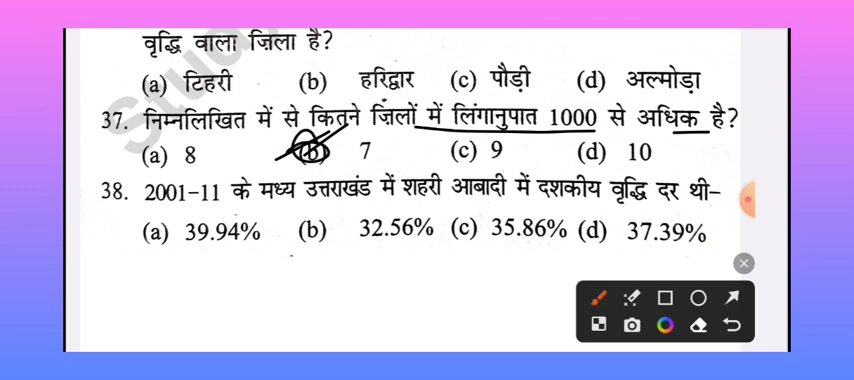 वृद्धि वाला ज़िला है?
(a) टिहरी (b) हरिद्वार (c) पौड़ी (d) अल्मोड़ा
37. निम्नलिखित में से कितने ज़िलों में लिंगानुपात 1000 से अधिक है?
(a) 8 (b) 7 (c) 9 (d) 10
38. 2001-11 के मध्य उत्तराखंड में शहरी आबादी में दशकीय वृद्धि दर थी–
(a) 39.94% (b) 32.56% (c) 35.86% (d) 37.39%